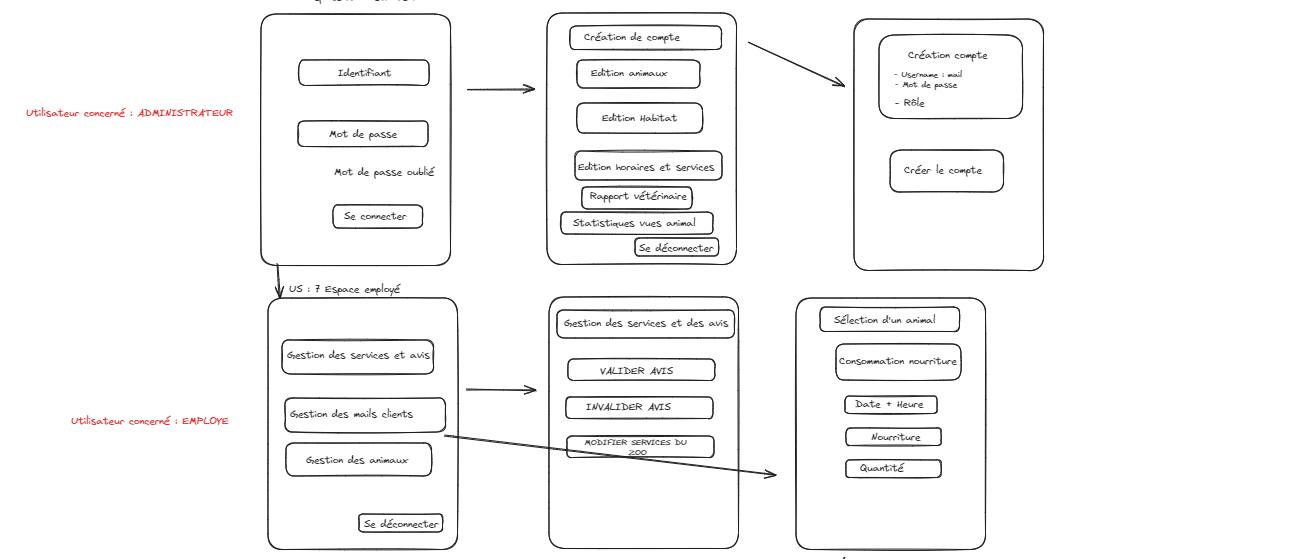 Utilisateur concerné : ADMINISTRATEUR
Identifiant
Mot de passe
Mot de passe oublié
Se connecter
Création de compte
Edition animaux
Edition Habitat
Edition horaires et services
Rapport vétérinaire
Statistiques vues animal
Se déconnecter
Création compte
- Username : mail
- Mot de passe
- Rôle
Créer le compte
US : 7 Espace employé
Utilisateur concerné : EMPLOYE
Gestion des services et avis
Gestion des mails clients
Gestion des animaux
Se déconnecter
Gestion des services et des avis
VALIDER AVIS
INVALIDER AVIS
MODIFIER SERVICES DU
ZOO
Sélection d'un animal
Consommation nourriture
Date + Heure
Nourriture
Quantité